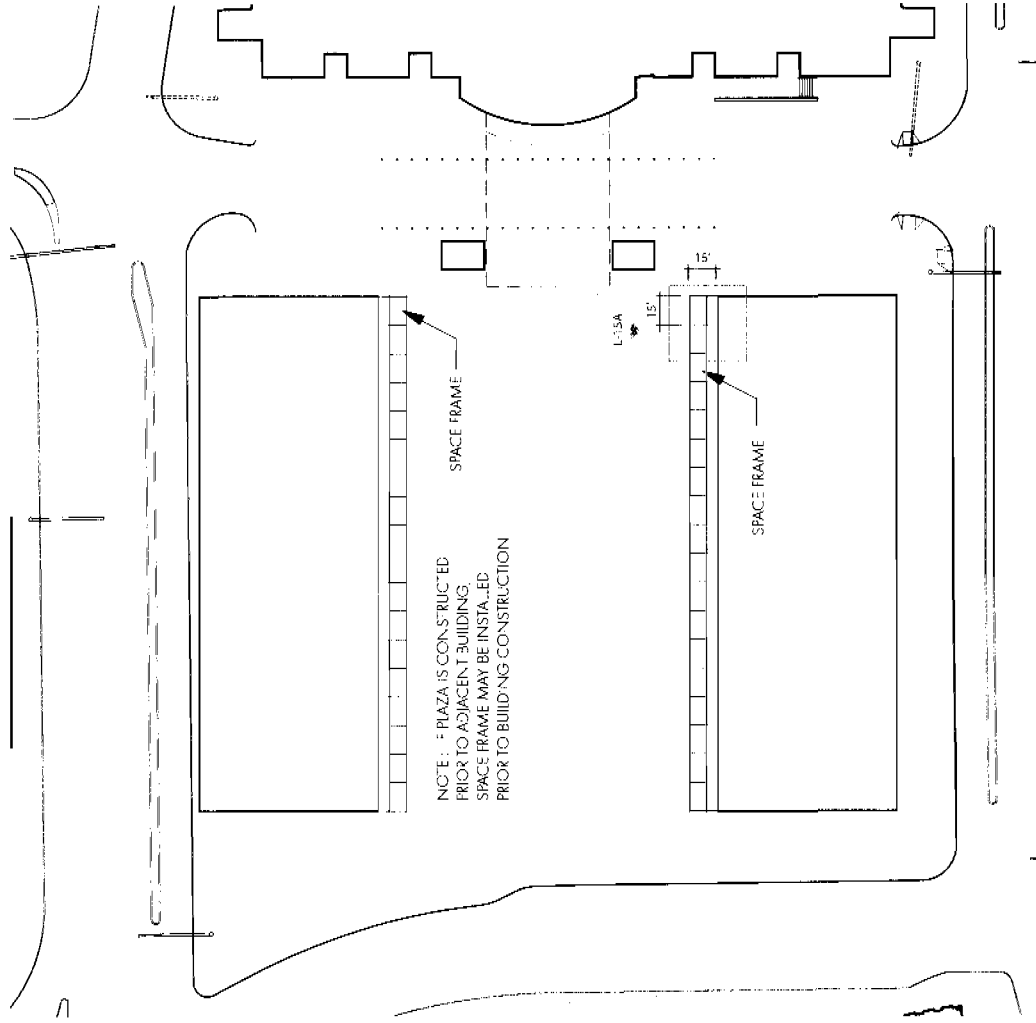 15'
15'
L-15A
SPACE FRAME
SPACE FRAME
NOTE: IF PLAZA IS CONSTRUCTED
PRIOR TO ADJACENT BUILDING,
SPACE FRAME MAY BE INSTALLED
PRIOR TO BUILDING CONSTRUCTION